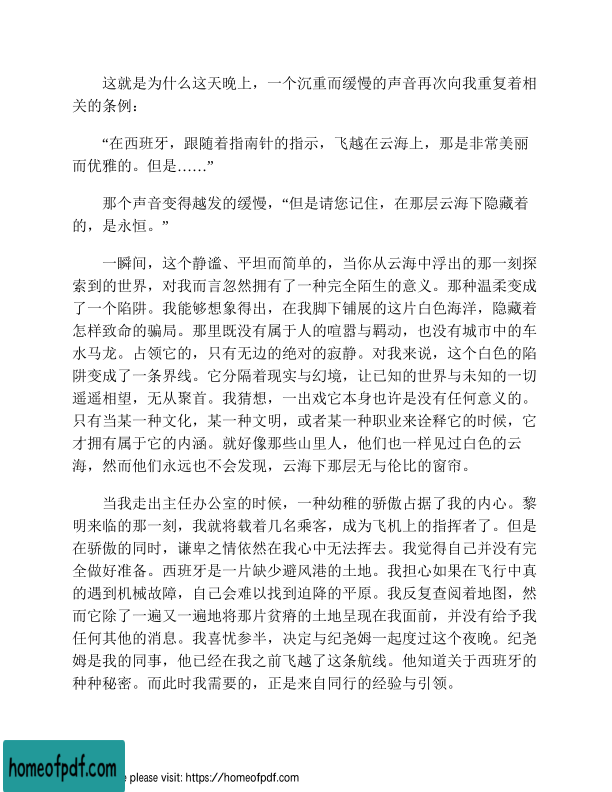 这就是为什么这天晚上，一个沉重而缓慢的声音再次向我重复着相
关的条例：
“在西班牙，跟随着指南针的指示，飞越在云海上，那是非常美丽
而优雅的。但是……”
那个声音变得越发的缓慢，“但是请您记住，在那层云海下隐藏着
的，是永恒。”
一瞬间，这个静谧、平坦而简单的，当你从云海中浮出的那一刻探
索到的世界，对我而言忽然拥有了一种完全陌生的意义。那种温柔变成
了一个陷阱。我能够想象得出，在我脚下铺展的这片白色海洋，隐藏着
怎样致命的骗局。那里既没有属于人的喧嚣与羁动，也没有城市中的车
水马龙。占领它的，只有无边的绝对的寂静。对我来说，这个白色的陷
阱变成了一条界线。它分隔着现实与幻境，让已知的世界与未知的一切
遥遥相望，无从聚首。我猜想，一出戏它本身也许是没有任何意义的。
只有当某一种文化，某一种文明，或者某一种职业来诠释它的时候，它
才拥有属于它的内涵。就好像那些山里人，他们也一样见过白色的云
海，然而他们永远也不会发现，云海下那层无与伦比的窗帘。
当我走出主任办公室的时候，一种幼稚的骄傲占据了我的内心。黎
明来临的那一刻，我就将载着几名乘客，成为飞机上的指挥者了。但是
在骄傲的同时，谦卑之情依然在我心中无法挥去。我觉得自己并没有完
全做好准备。西班牙是一片缺少避风港的土地。我担心如果在飞行中真
的遇到机械故障，自己会难以找到迫降的平原。我反复查阅着地图，然
而它除了一遍又一遍地将那片贫瘠的土地呈现在我面前，并没有给予我
任何其他的消息。我喜忧参半，决定与纪尧姆一起度过这个夜晚。纪尧
姆是我的同事，他已经在我之前飞越了这条航线。他知道关于西班牙的
种种秘密。而此时我需要的，正是来自同行的经验与引领。
homeofpdf.com
e please visit: https://homeofpdf.com